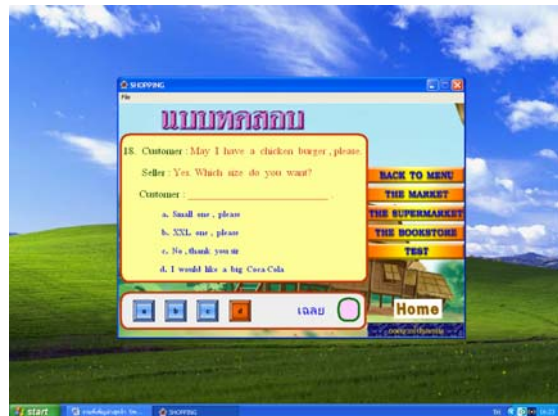 SHOPPING
File
แบบทดสอบ
18. Customer : May I have a chicken burger , please.
Seller : Yes. Which size do you want?
Customer : ______________________ .
a. Small one , please
b. XXL one , please
c. No , thank you sir
d. I would like a big Coca Cola
BACK TO MENU
THE MARKET
THE SUPERMARKET
THE BOOKSTORE
TEST
a b c d
เฉลย
Home
start
SHOPPING